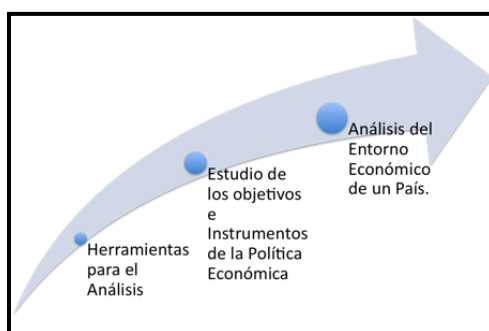 Herramientas
para el
Análisis
Estudio de
los objetivos
e
Instrumentos
de la Política
Económica
Análisis del
Entorno
Económico
de un País.